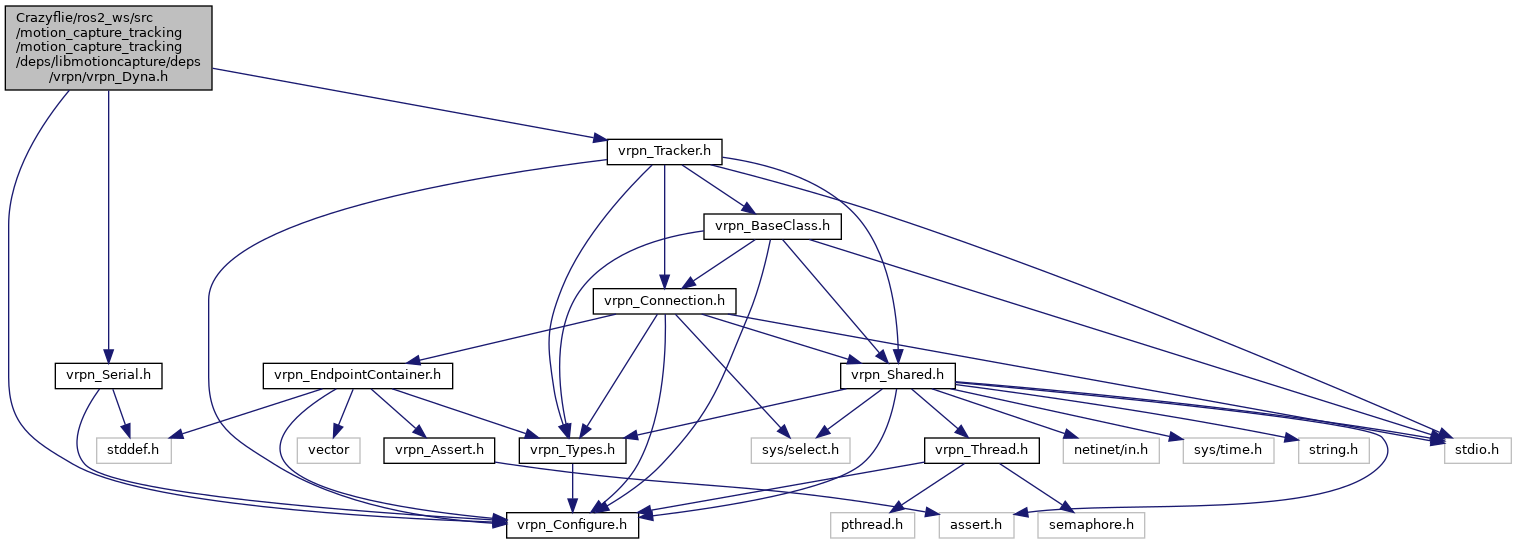 Crazyflie/ros2_ws/src
/motion_capture_tracking
/motion_capture_tracking
/deps/libmotioncapture/deps
/vrpn/vrpn_Dyna.h
vrpn_Tracker.h
vrpn_BaseClass.h
vrpn_Connection.h
vrpn_Serial.h
vrpn_EndpointContainer.h
vrpn_Shared.h
stddef.h
vector
vrpn_Assert.h
vrpn_Types.h
sys/select.h
vrpn_Thread.h
netinet/in.h
sys/time.h
string.h
stdio.h
vrpn_Configure.h
pthread.h
assert.h
semaphore.h